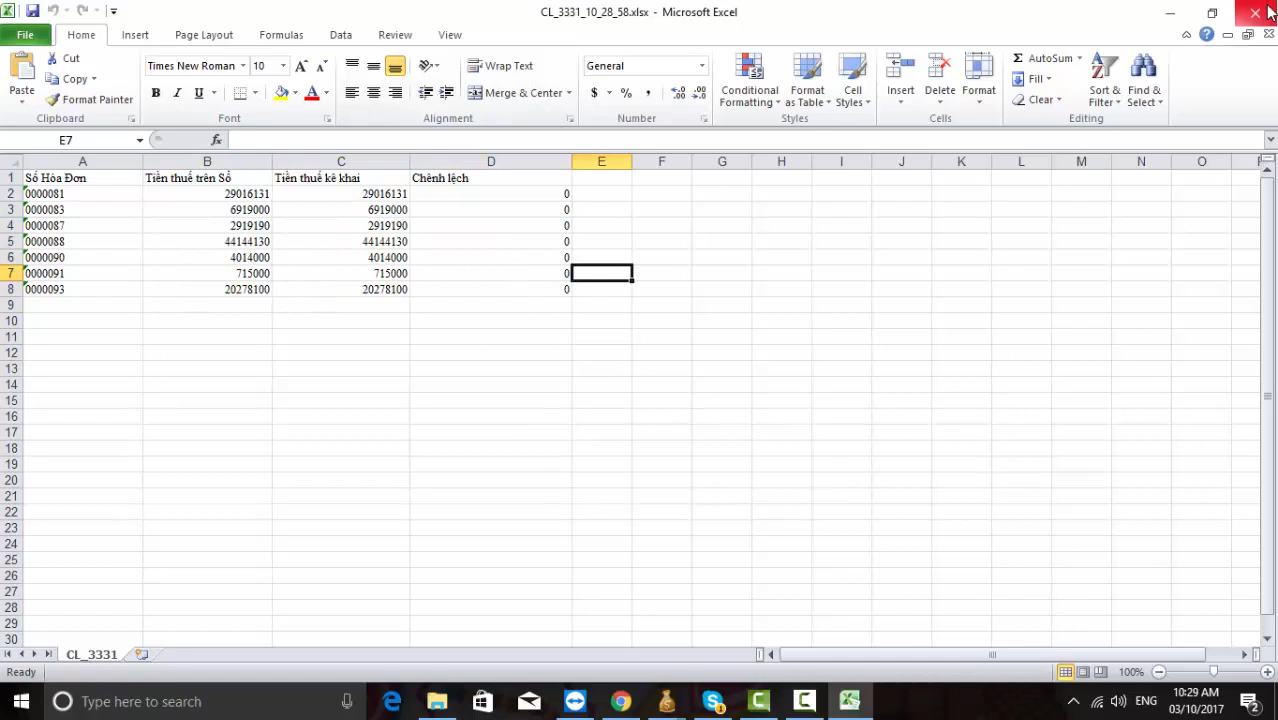 CL_3331_10_28_58.xlsx - Microsoft Excel
File Home Insert Page Layout Formulas Data Review View
Paste Cut Copy Format Painter Clipboard
Times New Roman 10 B I U A Font
Wrap Text Merge & Center Alignment
General $ % , Number
Conditional Formatting Format as Table Cell Styles Styles
Insert Delete Format Cells
Σ AutoSum Fill Clear Sort & Filter Find & Select Editing
E7 fx
A B C D E F G H I J K L M N O
1 Số Hóa Đơn Tiền thuế trên Sổ Tiền thuế kê khai Chênh lệch
2 0000081 29016131 29016131 0
3 0000083 6919000 6919000 0
4 0000087 2919190 2919190 0
5 0000088 44144130 44144130 0
6 0000090 4014000 4014000 0
7 0000091 715000 715000 0
8 0000093 20278100 20278100 0
9
10
11
12
13
14
15
16
17
18
19
20
21
22
23
24
25
26
27
28
29
30
CL_3331
Ready 100%
Type here to search ENG 10:29 AM
03/10/2017 2